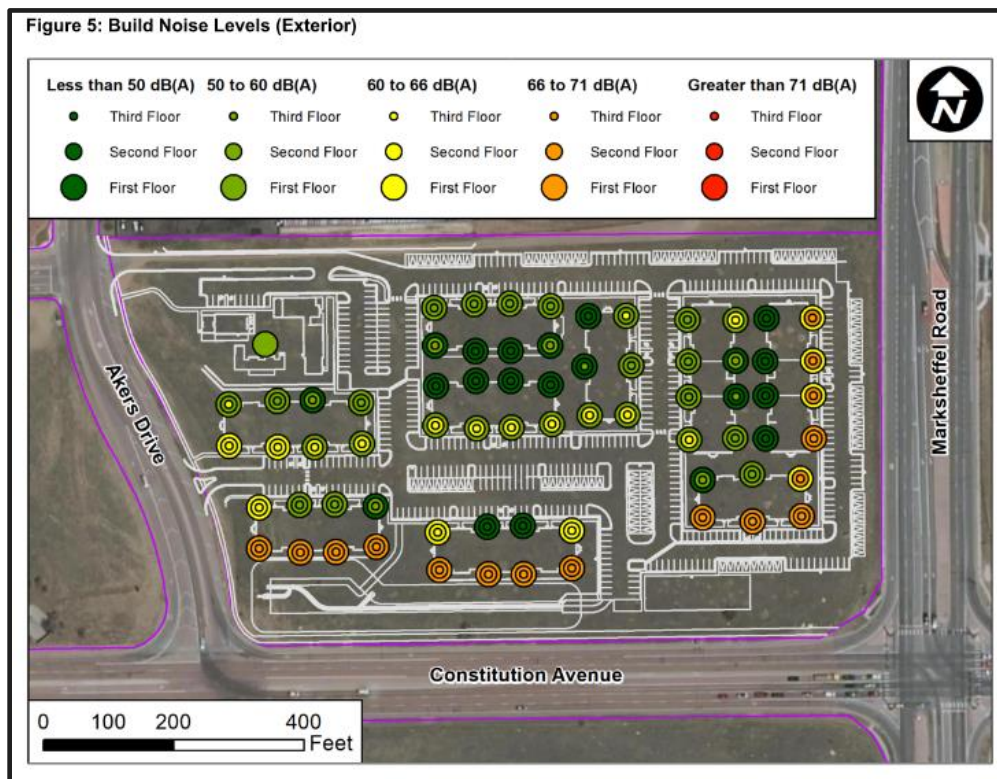 Figure 5: Build Noise Levels (Exterior)
Less than 50 dB(A) 50 to 60 dB(A) 60 to 66 dB(A) 66 to 71 dB(A) Greater than 71 dB(A)
Third Floor Third Floor Third Floor Third Floor Third Floor
Second Floor Second Floor Second Floor Second Floor Second Floor
First Floor First Floor First Floor First Floor First Floor
N
Akers Drive
Marksheffel Road
Constitution Avenue
0 100 200 400
Feet